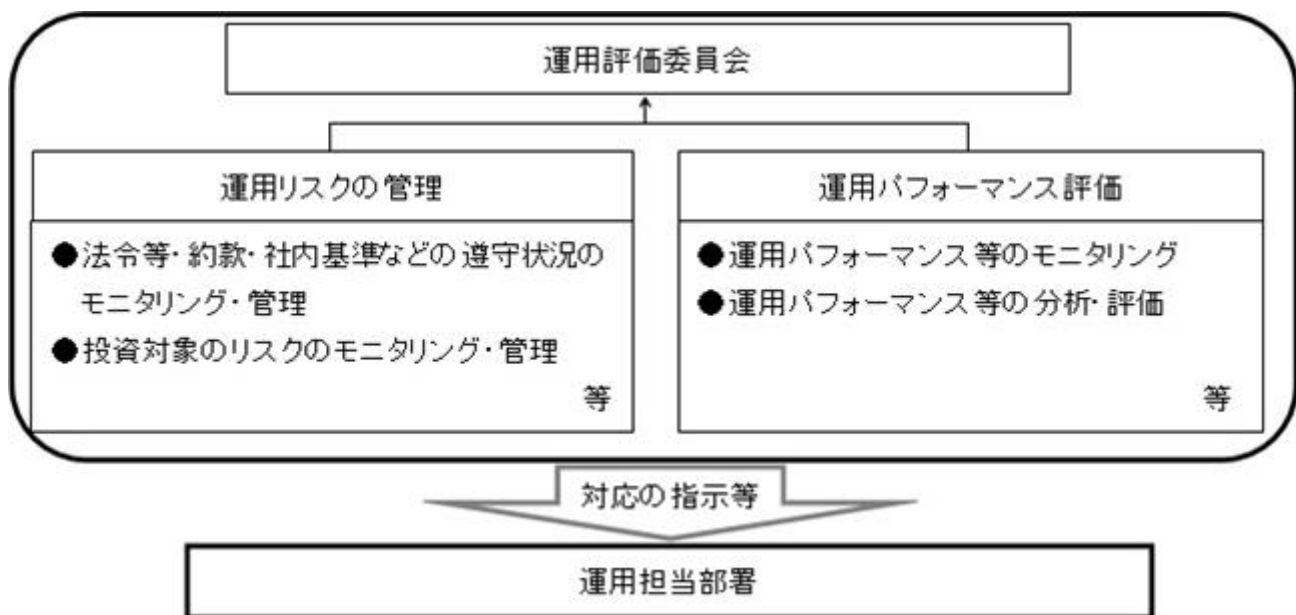 運用評価委員会
運用リスクの管理
●法令等・約款・社内基準などの遵守状況の
モニタリング・管理
●投資対象のリスクのモニタリング・管理
等
運用パフォーマンス評価
●運用パフォーマンス等のモニタリング
●運用パフォーマンス等の分析・評価
等
対応の指示等
運用担当部署